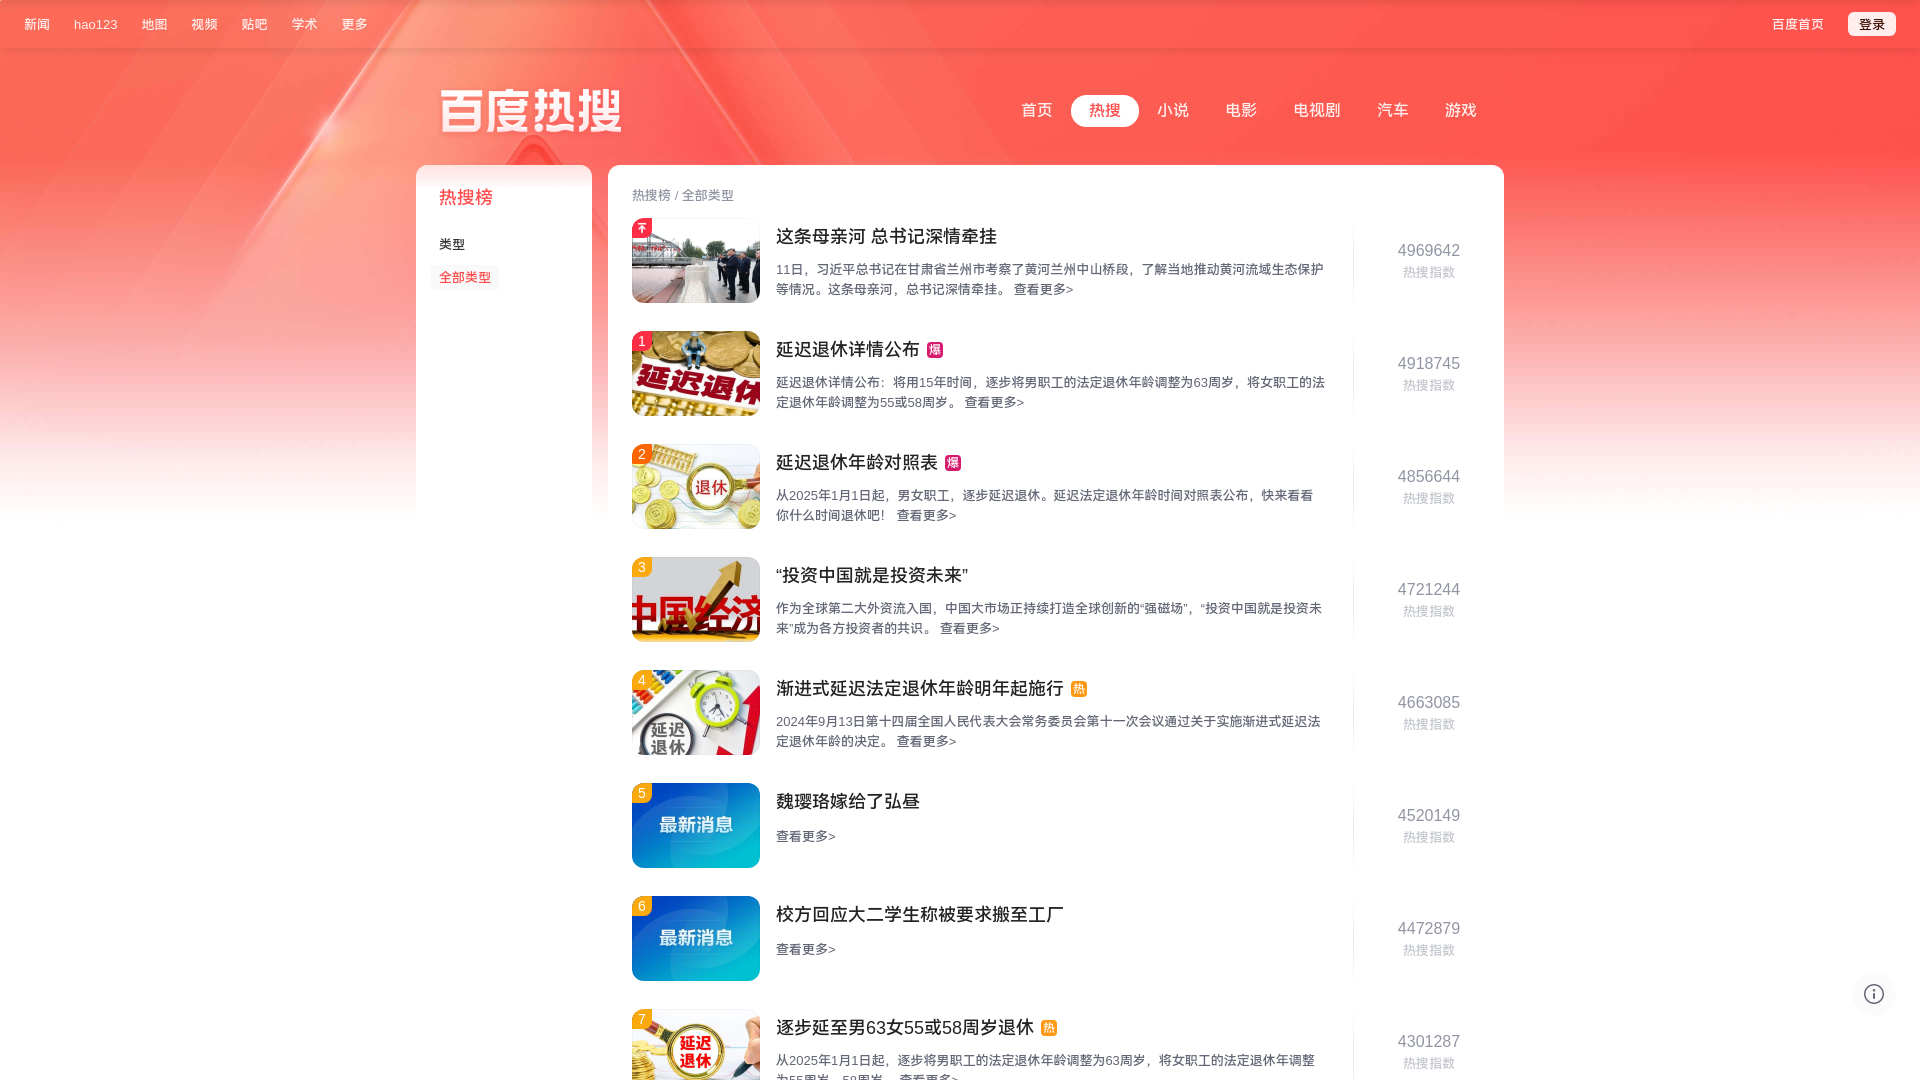 新闻 hao123 地图 视频 贴吧 学术 更多 百度首页 登录
百度热搜
首页 热搜 小说 电影 电视剧 汽车 游戏
热搜榜
类型
全部类型
热搜榜 / 全部类型
这条母亲河 总书记深情牵挂
11日，习近平总书记在甘肃省兰州市考察了黄河兰州中山桥段，了解当地推动黄河流域生态保护
等情况。这条母亲河，总书记深情牵挂。 查看更多>
4969642
热搜指数
1
延迟退休
延迟退休详情公布 爆
延迟退休详情公布：将用15年时间，逐步将男职工的法定退休年龄调整为63周岁，将女职工的法
定退休年龄调整为55或58周岁。 查看更多>
4918745
热搜指数
2
退休
延迟退休年龄对照表 爆
从2025年1月1日起，男女职工，逐步延迟退休。延迟法定退休年龄时间对照表公布，快来看看
你什么时间退休吧！ 查看更多>
4856644
热搜指数
3
中国经济
“投资中国就是投资未来”
作为全球第二大外资流入国，中国大市场正持续打造全球创新的“强磁场”，“投资中国就是投资未
来”成为各方投资者的共识。 查看更多>
4721244
热搜指数
4
延迟
退休
渐进式延迟法定退休年龄明年起施行 热
2024年9月13日第十四届全国人民代表大会常务委员会第十一次会议通过关于实施渐进式延迟法
定退休年龄的决定。 查看更多>
4663085
热搜指数
5
最新消息
魏璎珞嫁给了弘昼
查看更多>
4520149
热搜指数
6
最新消息
校方回应大二学生称被要求搬至工厂
查看更多>
4472879
热搜指数
7
延迟
退休
逐步延至男63女55或58周岁退休 热
从2025年1月1日起，逐步将男职工的法定退休年龄调整为63周岁，将女职工的法定退休年调整
为55周岁、58周岁。 查看更多>
4301287
热搜指数